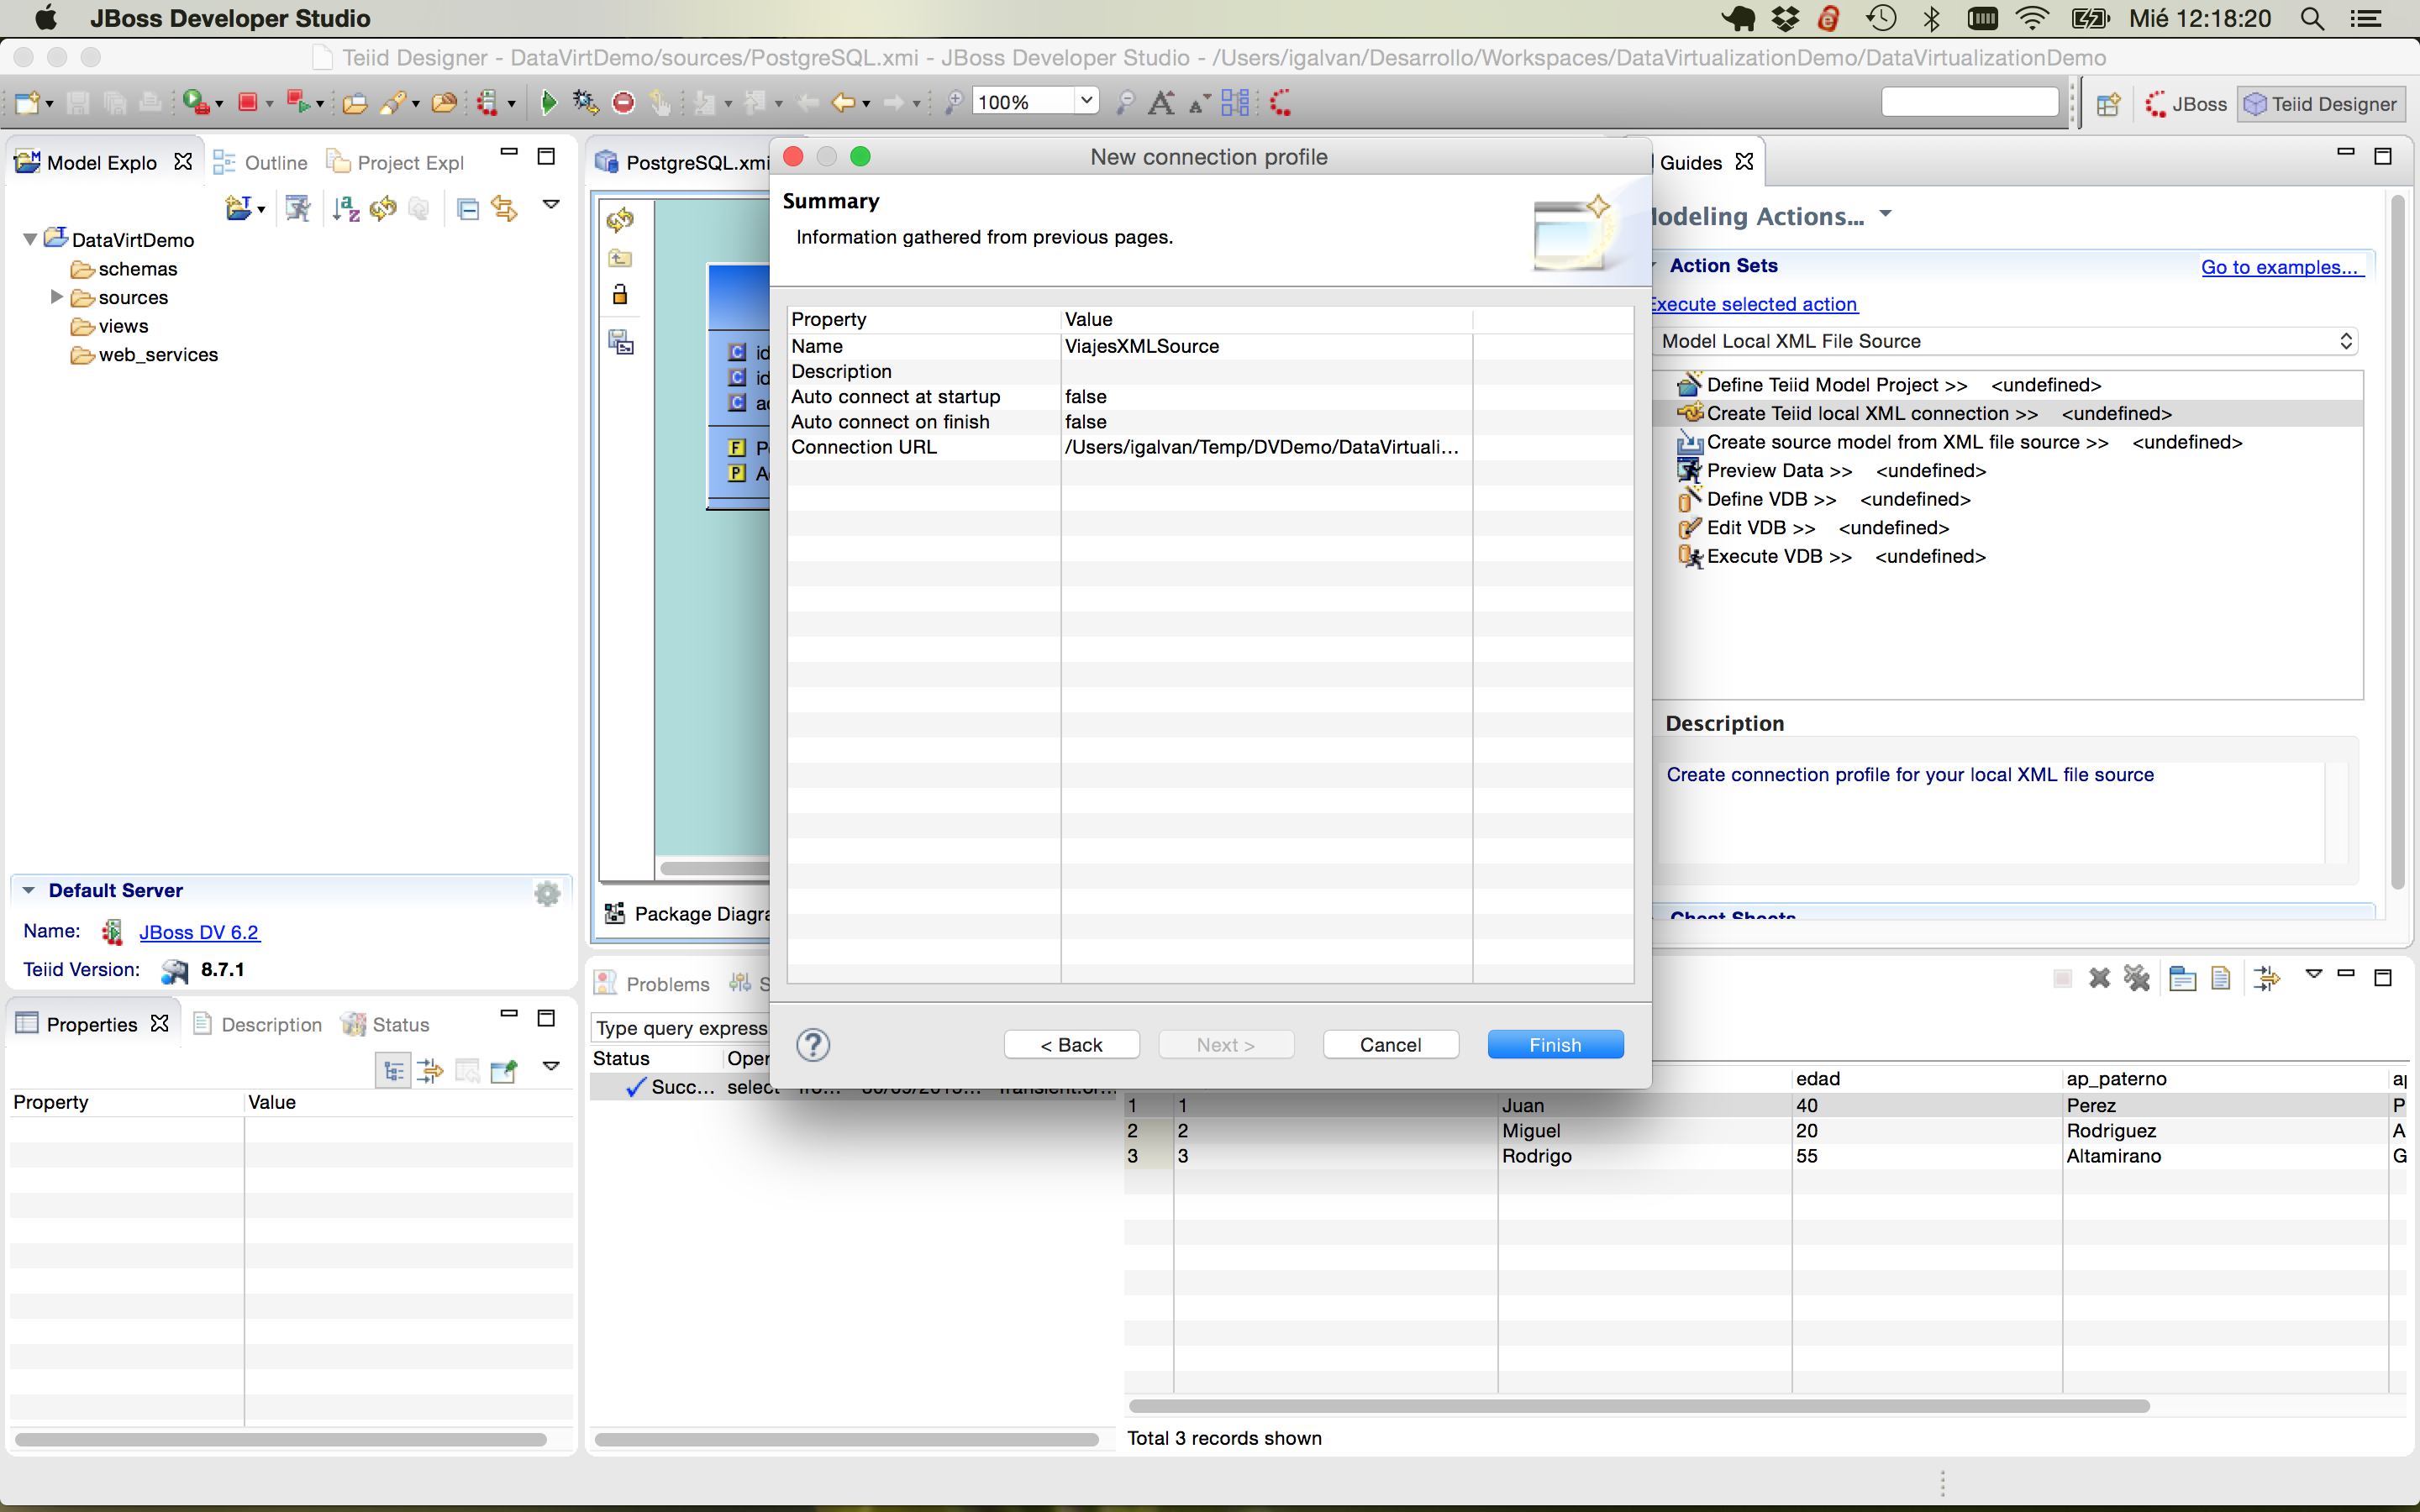 JBoss Developer Studio
Mié 12:18:20
Teiid Designer - DataVirtDemo/sources/PostgreSQL.xmi - JBoss Developer Studio - /Users/igalvan/Desarrollo/Workspaces/DataVirtualizationDemo/DataVirtualizationDemo
100%
JBoss
Teiid Designer
Model Explo
Outline
Project Expl
DataVirtDemo
schemas
sources
views
web_services
Default Server
Name: JBoss DV 6.2
Teiid Version: 8.7.1
Properties
Description
Status
Property Value
PostgreSQL.xmi
Package Diagra
New connection profile
Summary
Information gathered from previous pages.
Property Value
Name ViajesXMLSource
Description
Auto connect at startup false
Auto connect on finish false
Connection URL /Users/igalvan/Temp/DVDemo/DataVirtuali...
< Back
Next >
Cancel
Finish
Guides
odeling Actions...
Action Sets
Go to examples...
Execute selected action
Model Local XML File Source
Define Teiid Model Project >> <undefined>
Create Teiid local XML connection >> <undefined>
Create source model from XML file source >> <undefined>
Preview Data >> <undefined>
Define VDB >> <undefined>
Edit VDB >> <undefined>
Execute VDB >> <undefined>
Description
Create connection profile for your local XML file source
Cheat Sheets
Problems
S
Type query express
Status Oper
Succ... select
edad ap_paterno
1 1 Juan 40 Perez P
2 2 Miguel 20 Rodriguez A
3 3 Rodrigo 55 Altamirano G
Total 3 records shown